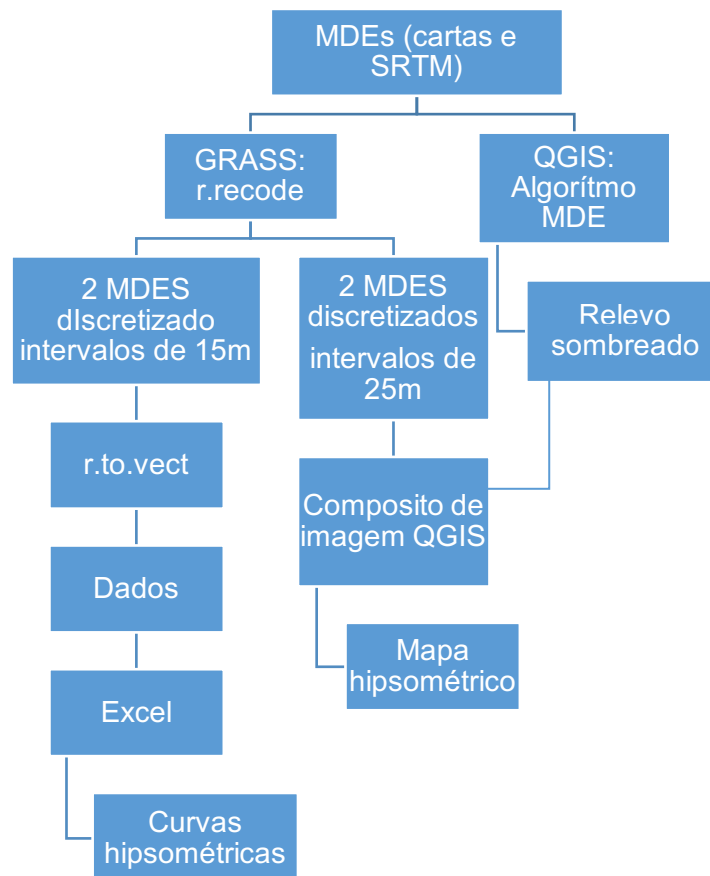 MDEs (cartas e
SRTM)
GRASS:
r.recode
QGIS:
Algorítmo
MDE
2 MDES
dIscretizado
intervalos de 15m
2 MDES
discretizados
intervalos de
25m
Relevo
sombreado
r.to.vect
Composito de
imagem QGIS
Dados
Mapa
hipsométrico
Excel
Curvas
hipsométricas